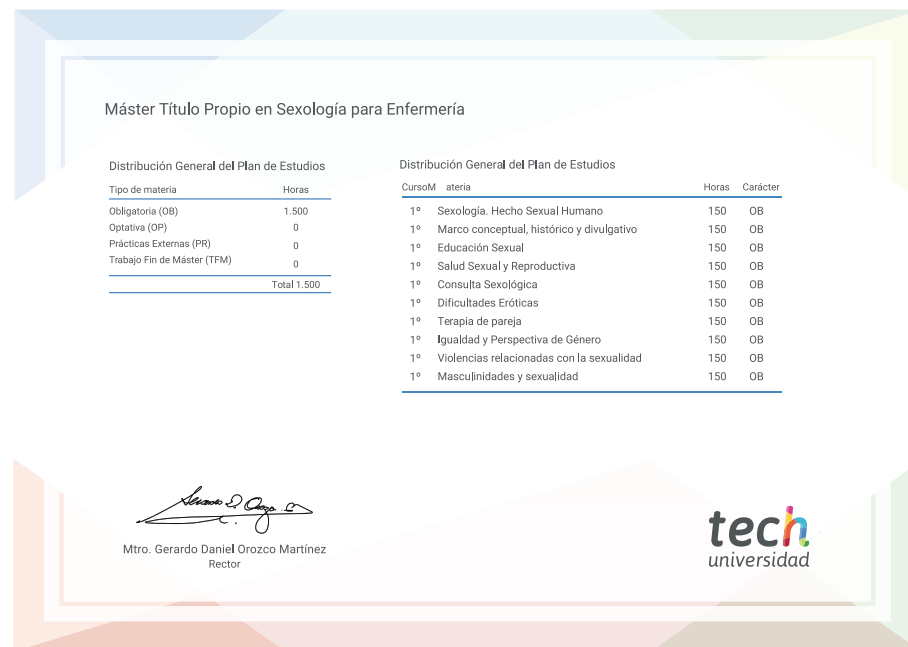 Máster Título Propio en Sexología para Enfermería
Distribución General del Plan de Estudios
Tipo de materia Horas
Obligatoria (OB) 1.500
Optativa (OP) 0
Prácticas Externas (PR) 0
Trabajo Fin de Máster (TFM) 0
Total 1.500
Distribución General del Plan de Estudios
CursoM ateria Horas Carácter
1º Sexología. Hecho Sexual Humano 150 OB
1º Marco conceptual, histórico y divulgativo 150 OB
1º Educación Sexual 150 OB
1º Salud Sexual y Reproductiva 150 OB
1º Consulta Sexológica 150 OB
1º Dificultades Eróticas 150 OB
1º Terapia de pareja 150 OB
1º Igualdad y Perspectiva de Género 150 OB
1º Violencias relacionadas con la sexualidad 150 OB
1º Masculinidades y sexualidad 150 OB
Mtro. Gerardo Daniel Orozco Martínez
Rector
tech
universidad